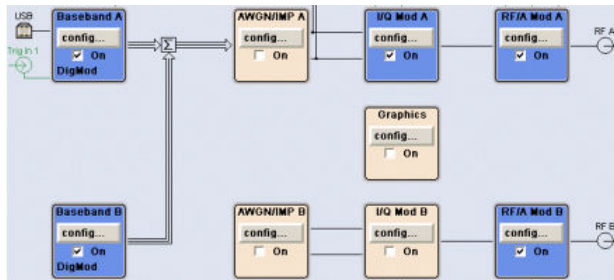 USB
Trig In 1
Baseband A
config...
On
DigMod
Σ
AWGN/IMP A
config...
On
I/Q Mod A
config...
On
RF/A Mod A
config...
On
RF A
Graphics
config...
On
Baseband B
config...
On
DigMod
AWGN/IMP B
config...
On
I/Q Mod B
config...
On
RF/A Mod B
config...
On
RF B